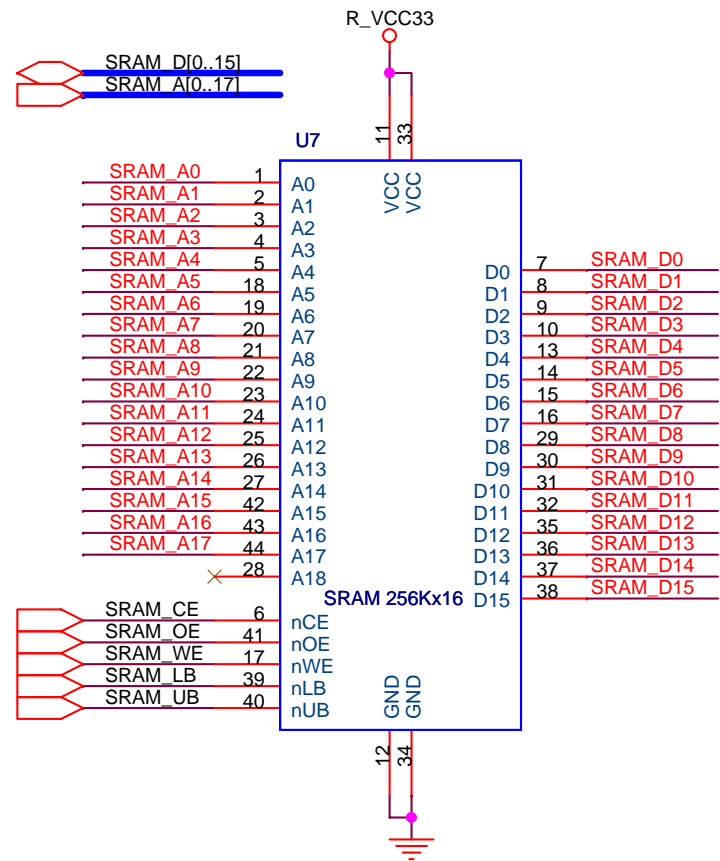 R_VCC33
SRAM_D[0..15]
SRAM_A[0..17]
11
33
U7
VCC
VCC
SRAM_A0 1 A0
SRAM_A1 2 A1
SRAM_A2 3 A2
SRAM_A3 4 A3
SRAM_A4 5 A4 D0 7 SRAM_D0
SRAM_A5 18 A5 D1 8 SRAM_D1
SRAM_A6 19 A6 D2 9 SRAM_D2
SRAM_A7 20 A7 D3 10 SRAM_D3
SRAM_A8 21 A8 D4 13 SRAM_D4
SRAM_A9 22 A9 D5 14 SRAM_D5
SRAM_A10 23 A10 D6 15 SRAM_D6
SRAM_A11 24 A11 D7 16 SRAM_D7
SRAM_A12 25 A12 D8 29 SRAM_D8
SRAM_A13 26 A13 D9 30 SRAM_D9
SRAM_A14 27 A14 D10 31 SRAM_D10
SRAM_A15 42 A15 D11 32 SRAM_D11
SRAM_A16 43 A16 D12 35 SRAM_D12
SRAM_A17 44 A17 D13 36 SRAM_D13
28 A18 D14 37 SRAM_D14
SRAM 256Kx16 D15 38 SRAM_D15
SRAM_CE 6 nCE
SRAM_OE 41 nOE
SRAM_WE 17 nWE
SRAM_LB 39 nLB
SRAM_UB 40 nUB
GND
GND
12
34